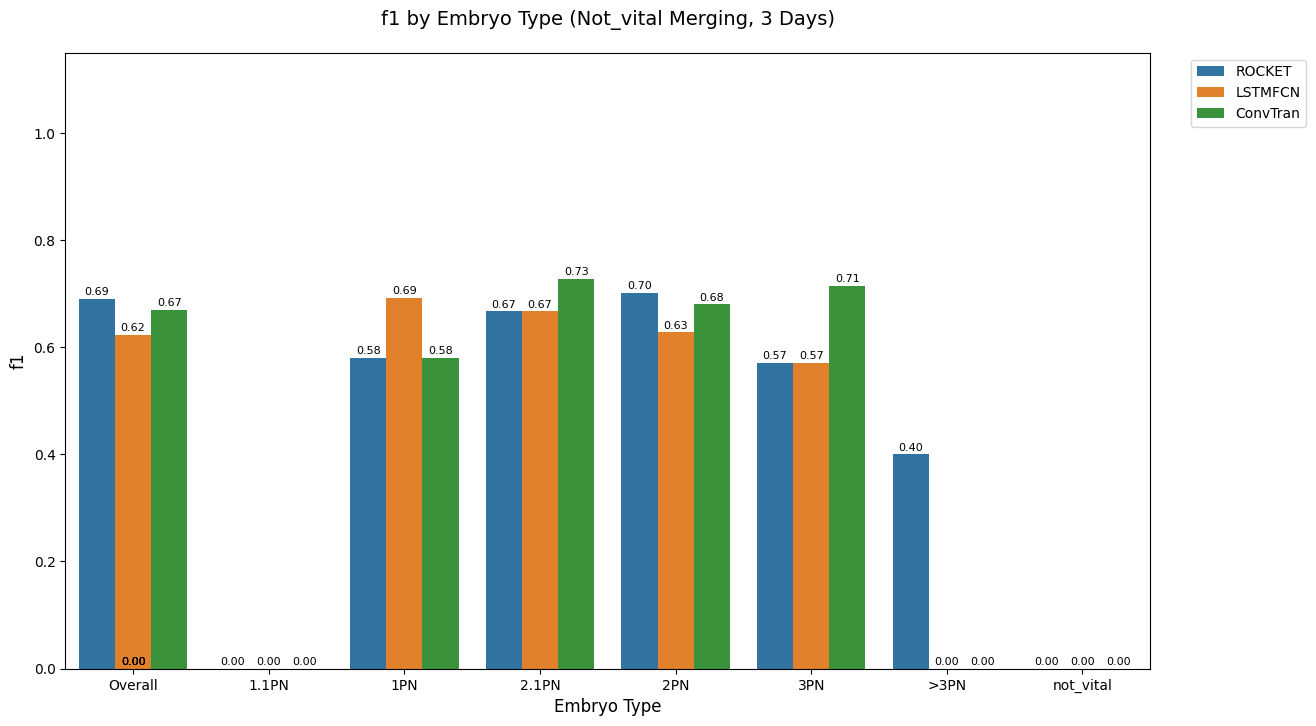 f1 by Embryo Type (Not_vital Merging, 3 Days)
ROCKET
LSTMFCN
ConvTran
f1
1.0
0.8
0.6
0.4
0.2
0.0
0.69
0.62
0.67
0.00
0.00
0.00
0.00
0.58
0.69
0.58
0.67
0.67
0.73
0.70
0.63
0.68
0.57
0.57
0.71
0.40
0.00
0.00
0.00
0.00
0.00
Overall
1.1PN
1PN
2.1PN
2PN
3PN
>3PN
not_vital
Embryo Type